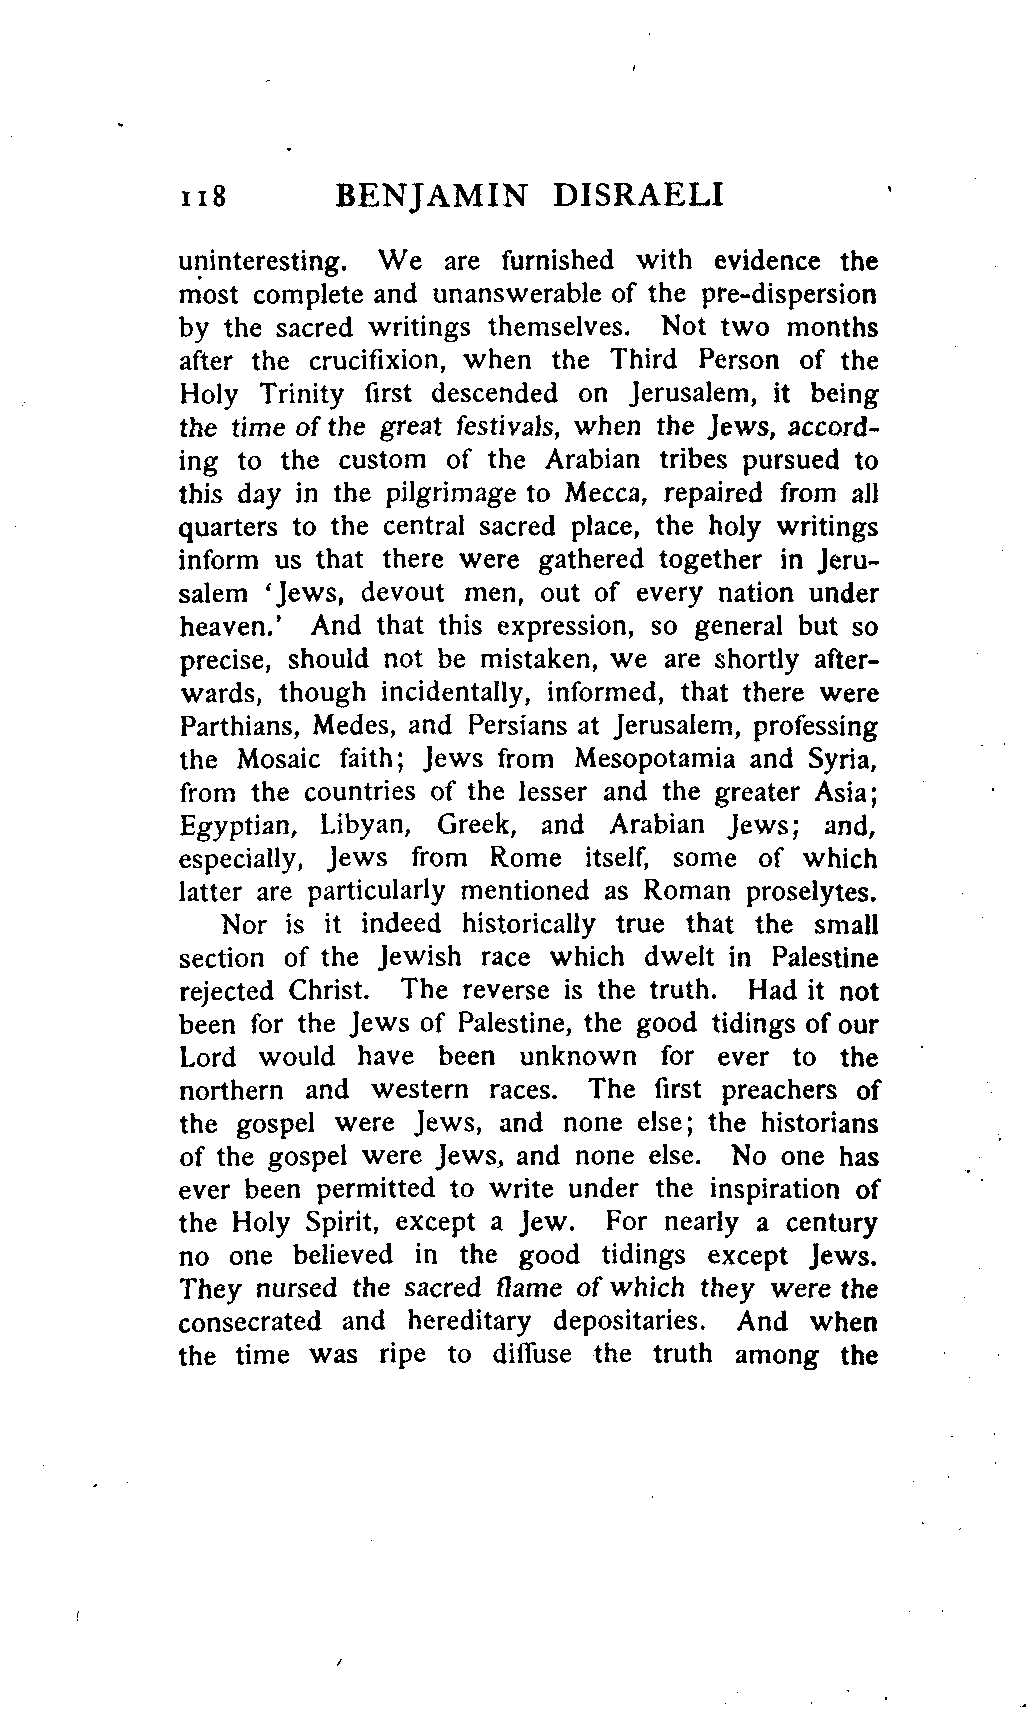 118 BENJAMIN DISRAELI
uninteresting. We are furnished with evidence the
most complete and unanswerable of the pre-dispersion
by the sacred writings themselves. Not two months
after the crucifixion, when the Third Person of the
Holy Trinity first descended on Jerusalem, it being
the time of the great festivals, when the Jews, accord-
ing to the custom of the Arabian tribes pursued to
this day in the pilgrimage to Mecca, repaired from all
quarters to the central sacred place, the holy writings
inform us that there were gathered together in Jeru-
salem 'Jews, devout men, out of every nation under
heaven.' And that this expression, so general but so
precise, should not be mistaken, we are shortly after-
wards, though incidentally, informed, that there were
Parthians, Medes, and Persians at Jerusalem, professing
the Mosaic faith; Jews from Mesopotamia and Syria,
from the countries of the lesser and the greater Asia;
Egyptian, Libyan, Greek, and Arabian Jews; and,
especially, Jews from Rome itself, some of which
latter are particularly mentioned as Roman proselytes.
Nor is it indeed historically true that the small
section of the Jewish race which dwelt in Palestine
rejected Christ. The reverse is the truth. Had it not
been for the Jews of Palestine, the good tidings of our
Lord would have been unknown for ever to the
northern and western races. The first preachers of
the gospel were Jews, and none else; the historians
of the gospel were Jews, and none else. No one has
ever been permitted to write under the inspiration of
the Holy Spirit, except a Jew. For nearly a century
no one believed in the good tidings except Jews.
They nursed the sacred flame of which they were the
consecrated and hereditary depositaries. And when
the time was ripe to diffuse the truth among the